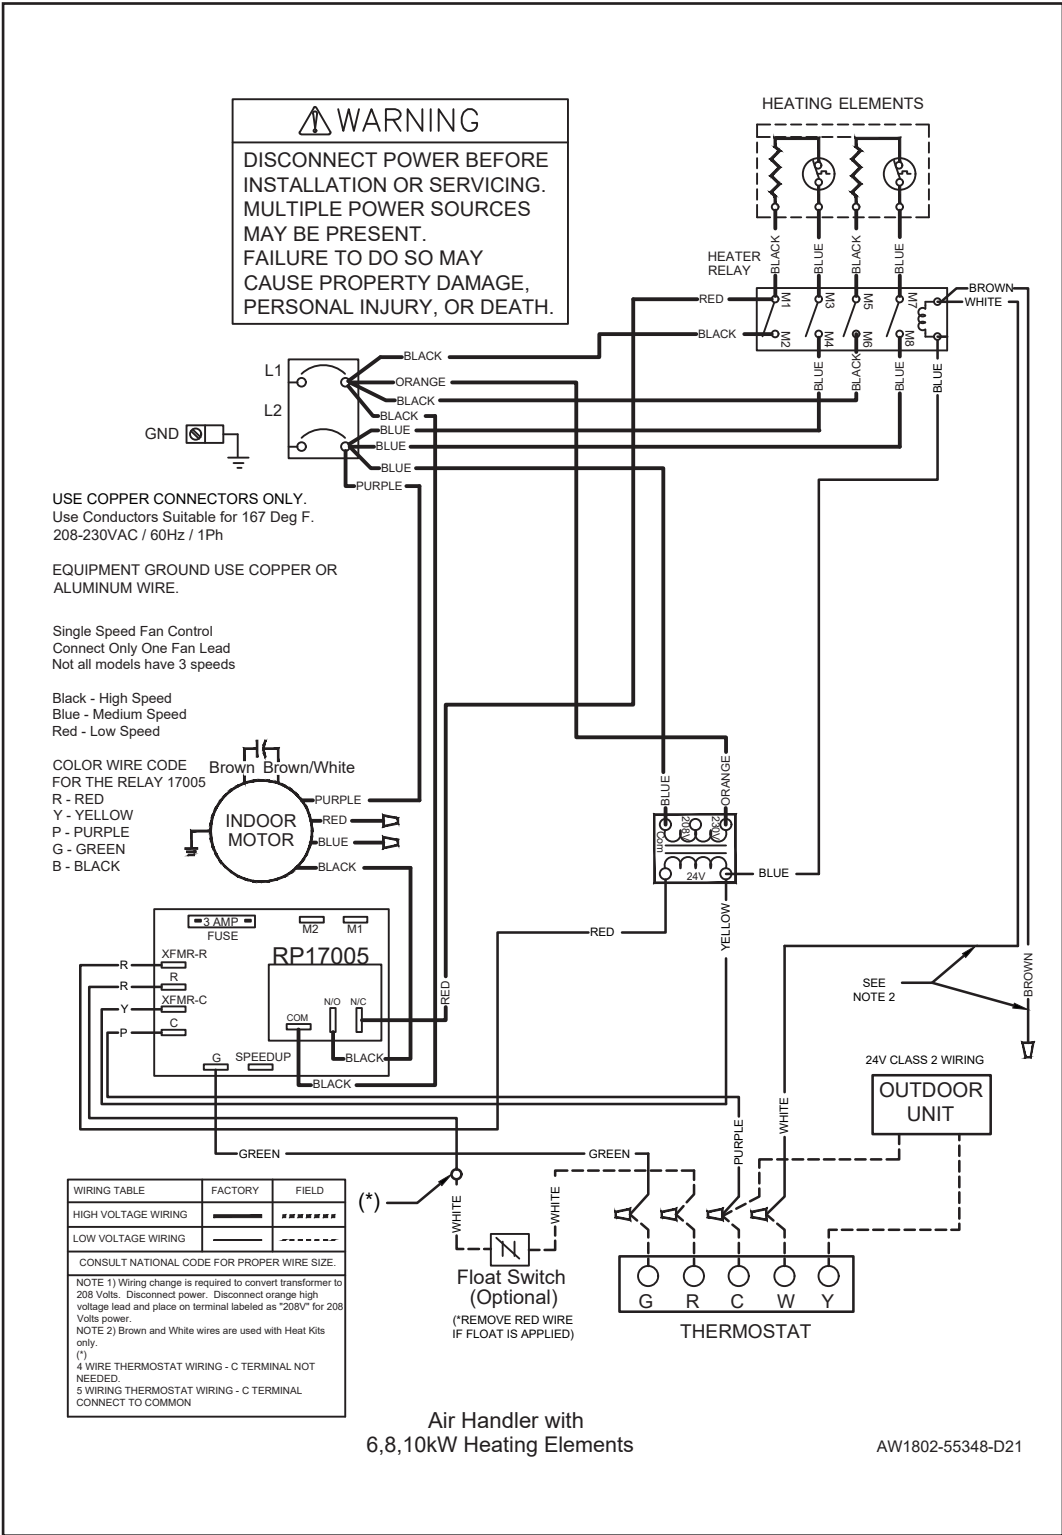 WARNING
DISCONNECT POWER BEFORE
INSTALLATION OR SERVICING.
MULTIPLE POWER SOURCES
MAY BE PRESENT.
FAILURE TO DO SO MAY
CAUSE PROPERTY DAMAGE,
PERSONAL INJURY, OR DEATH.
HEATING ELEMENTS
BLACK
BLUE
BLACK
BLUE
HEATER
RELAY
RED
M1
M3
M5
M7
BROWN
WHITE
BLACK
M2
M4
M6
M8
BLUE
BLACK
BLUE
BLUE
L1
L2
GND
BLACK
ORANGE
BLACK
BLACK
BLUE
BLUE
BLUE
PURPLE
USE COPPER CONNECTORS ONLY.
Use Conductors Suitable for 167 Deg F.
208-230VAC / 60Hz / 1Ph
EQUIPMENT GROUND USE COPPER OR
ALUMINUM WIRE.
Single Speed Fan Control
Connect Only One Fan Lead
Not all models have 3 speeds
Black - High Speed
Blue - Medium Speed
Red - Low Speed
COLOR WIRE CODE
FOR THE RELAY 17005
R - RED
Y - YELLOW
P - PURPLE
G - GREEN
B - BLACK
Brown Brown/White
INDOOR
MOTOR
PURPLE
RED
BLUE
BLACK
BLUE
ORANGE
Com
208V
230V
24V
BLUE
RED
YELLOW
3 AMP
FUSE
M2
M1
RP17005
XFMR-R
R
XFMR-C
C
R
R
Y
P
COM
N/O
N/C
G
SPEEDUP
BLACK
BLACK
RED
SEE
NOTE 2
BROWN
24V CLASS 2 WIRING
OUTDOOR
UNIT
GREEN
GREEN
PURPLE
WHITE
(*)
WHITE
WHITE
Float Switch
(Optional)
(*REMOVE RED WIRE
IF FLOAT IS APPLIED)
G R C W Y
THERMOSTAT
WIRING TABLE FACTORY FIELD
HIGH VOLTAGE WIRING
LOW VOLTAGE WIRING
CONSULT NATIONAL CODE FOR PROPER WIRE SIZE.
NOTE 1) Wiring change is required to convert transformer to
208 Volts. Disconnect power. Disconnect orange high
voltage lead and place on terminal labeled as "208V" for 208
Volts power.
NOTE 2) Brown and White wires are used with Heat Kits
only.
(*)
4 WIRE THERMOSTAT WIRING - C TERMINAL NOT
NEEDED.
5 WIRING THERMOSTAT WIRING - C TERMINAL
CONNECT TO COMMON
Air Handler with
6,8,10kW Heating Elements
AW1802-55348-D21